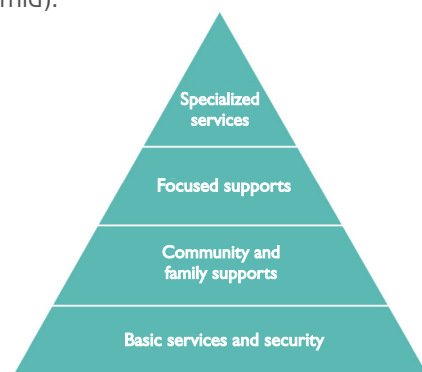 Specialized
services
Focused supports
Community and
family supports
Basic services and security